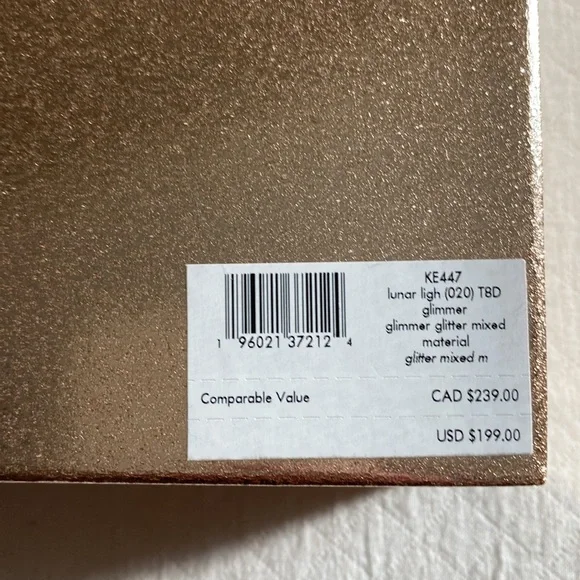 KE447
lunar ligh (020) T8D
glimmer
glimmer glitter mixed
material
glitter mixed m
1 96021 37212 4
Comparable Value CAD $239.00
USD $199.00